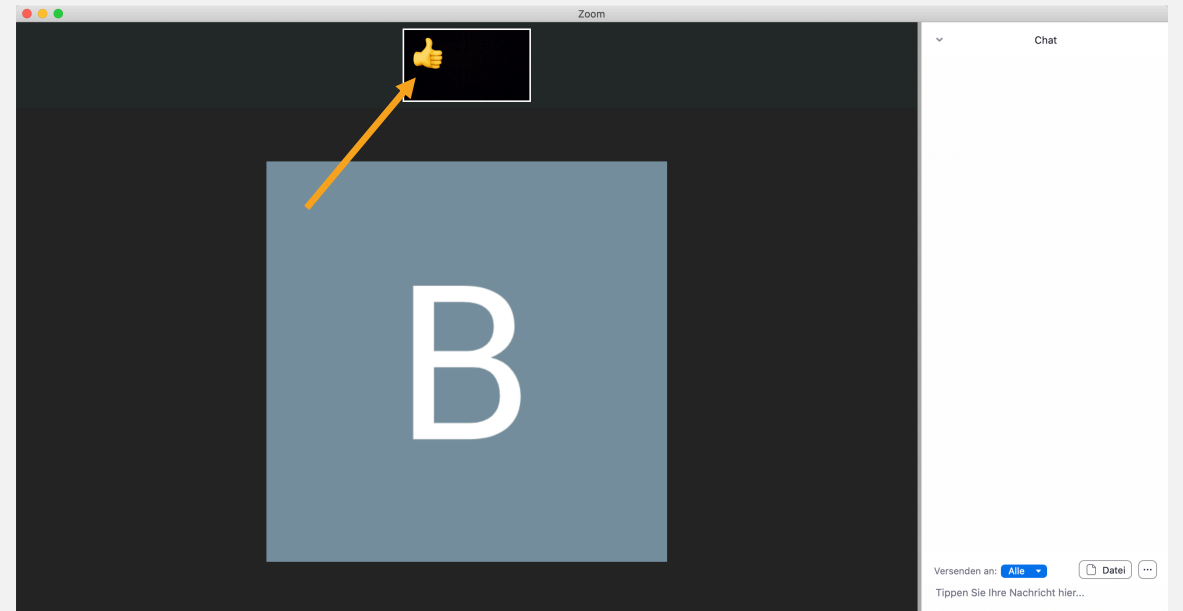 Zoom
Chat
B
Versenden an: Alle
Datei
Tippen Sie Ihre Nachricht hier...